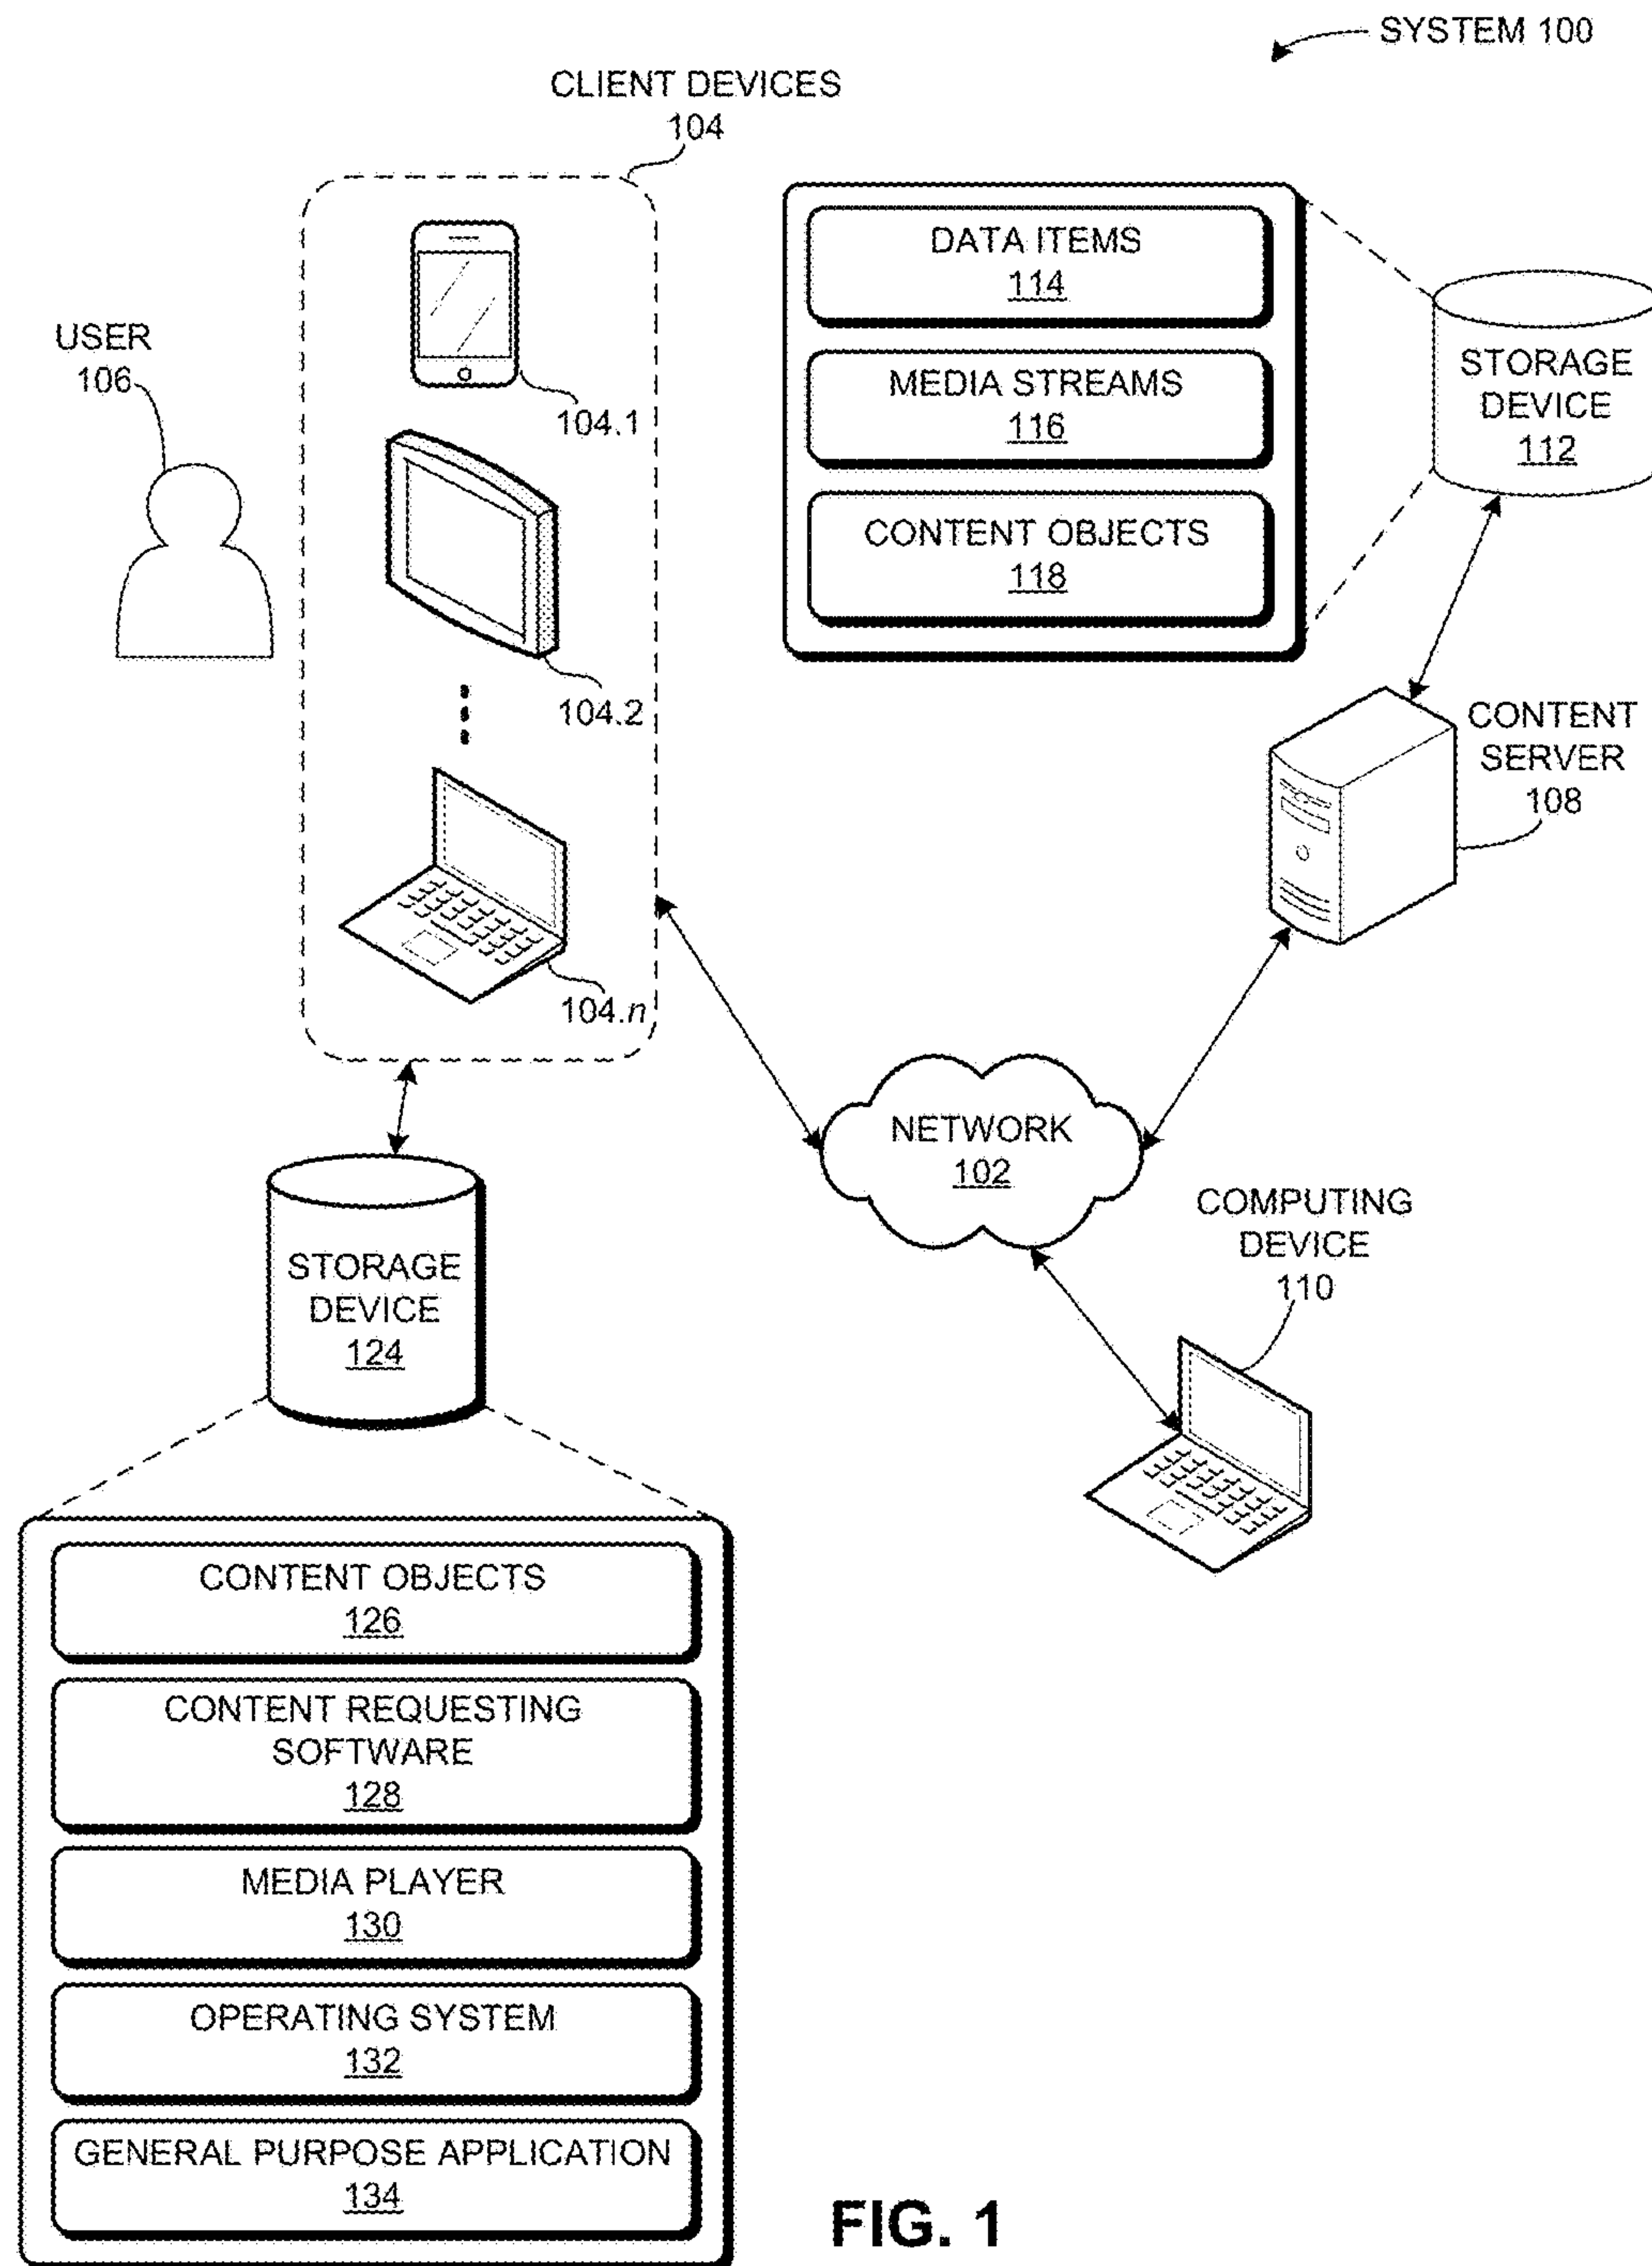 SYSTEM 100
CLIENT DEVICES
104
USER
106
104.1
104.2
104.n
DATA ITEMS
114
MEDIA STREAMS
116
CONTENT OBJECTS
118
STORAGE
DEVICE
112
CONTENT
SERVER
108
NETWORK
102
COMPUTING
DEVICE
110
STORAGE
DEVICE
124
CONTENT OBJECTS
126
CONTENT REQUESTING
SOFTWARE
128
MEDIA PLAYER
130
OPERATING SYSTEM
132
GENERAL PURPOSE APPLICATION
134
FIG. 1